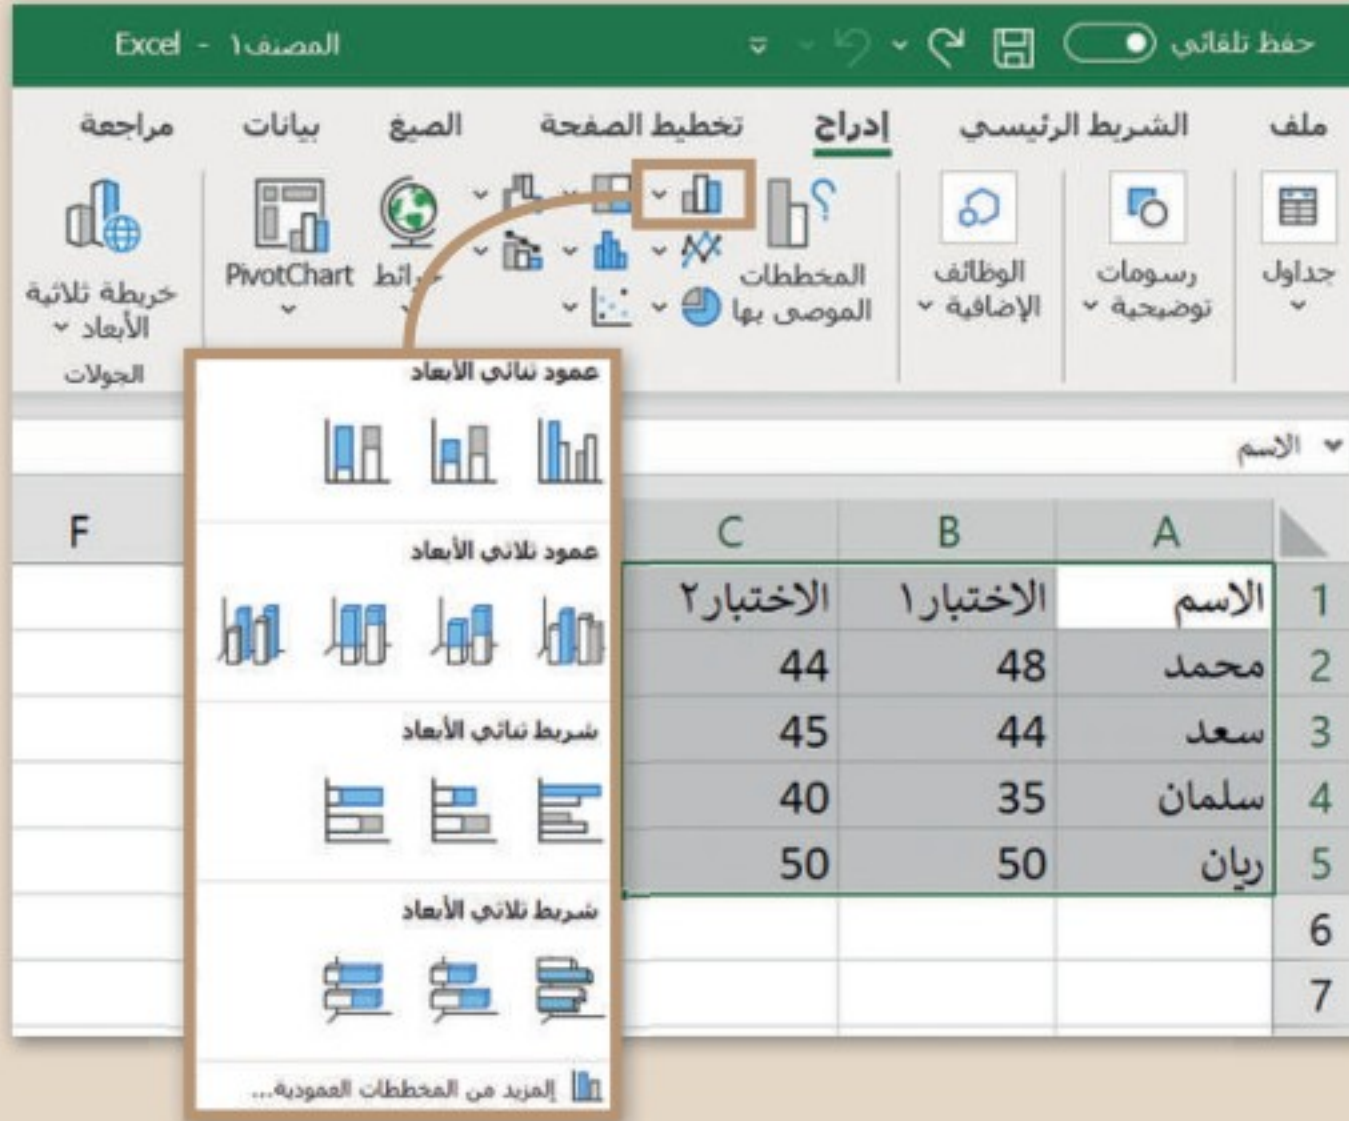 حفظ تلقائي
المصنف١ - Excel
ملف
الشريط الرئيسي
إدراج
تخطيط الصفحة
الصيغ
بيانات
مراجعة
جداول
رسومات
توضيحية
الوظائف
الإضافية
المخططات
الموصى بها
خرائط
PivotChart
خريطة ثلاثية
الأبعاد
الجولات
الاسم
A B C F
1 الاسم الاختبار١ الاختبار٢
2 محمد 48 44
3 سعد 44 45
4 سلمان 35 40
5 ريان 50 50
6
7
عمود ثنائي الأبعاد
عمود ثلاثي الأبعاد
شريط ثنائي الأبعاد
شريط ثلاثي الأبعاد
المزيد من المخططات العمودية...